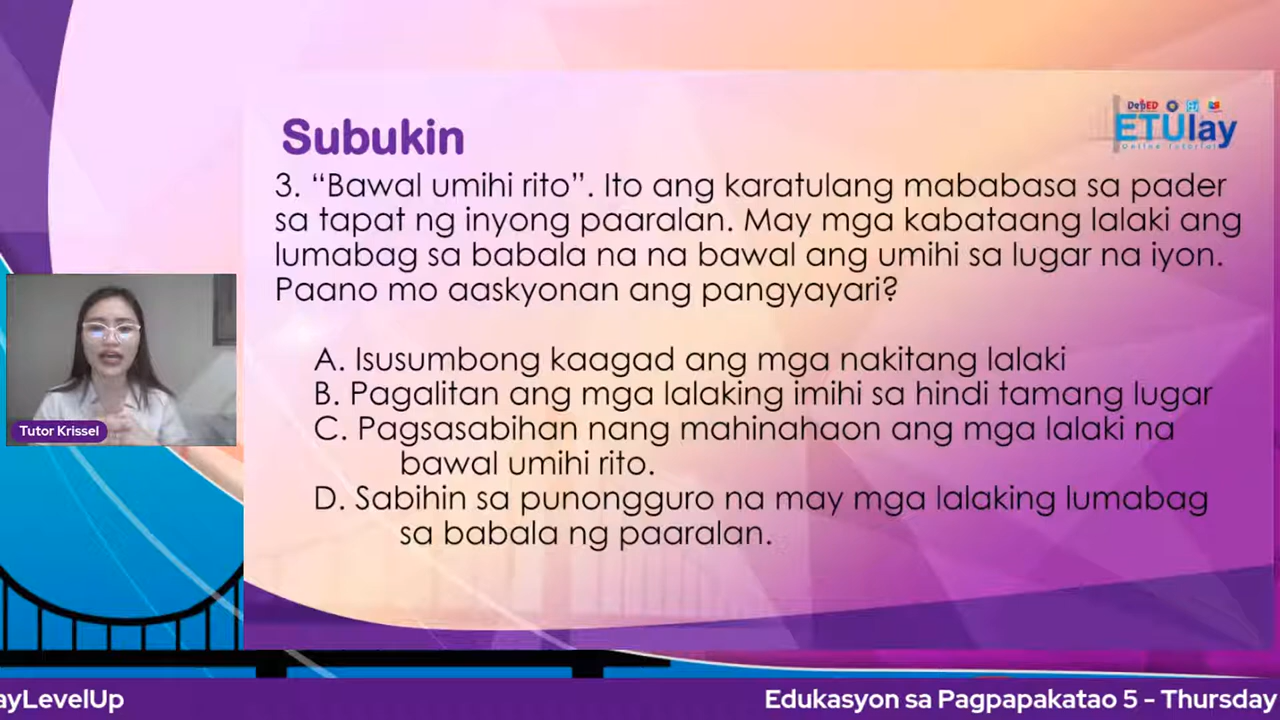 DepED
ETUlay
Online Tutorial
Subukin
3. “Bawal umihi rito”. Ito ang karatulang mababasa sa pader
sa tapat ng inyong paaralan. May mga kabataang lalaki ang
lumabag sa babala na na bawal ang umihi sa lugar na iyon.
Paano mo aaskyonan ang pangyayari?
A. Isusumbong kaagad ang mga nakitang lalaki
B. Pagalitan ang mga lalaking imihi sa hindi tamang lugar
C. Pagsasabihan nang mahinahaon ang mga lalaki na
bawal umihi rito.
D. Sabihin sa punongguro na may mga lalaking lumabag
sa babala ng paaralan.
Tutor Krissel
ayLevelUp
Edukasyon sa Pagpapakatao 5 - Thursday